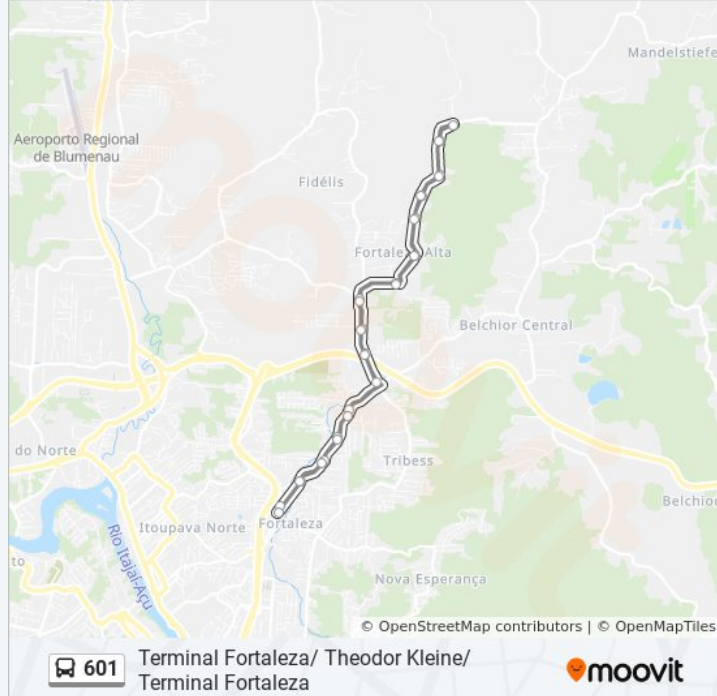 Mandelstiefe
Aeroporto Regional
de Blumenau
Fidélis
Fortaleza Alta
Belchior Central
do Norte
Tribess
Belchior
Itoupava Norte
Fortaleza
Rio Itajaí-Açu
Nova Esperança
© OpenStreetMap contributors | © OpenMapTiles
601
Terminal Fortaleza/ Theodor Kleine/
Terminal Fortaleza
moovit